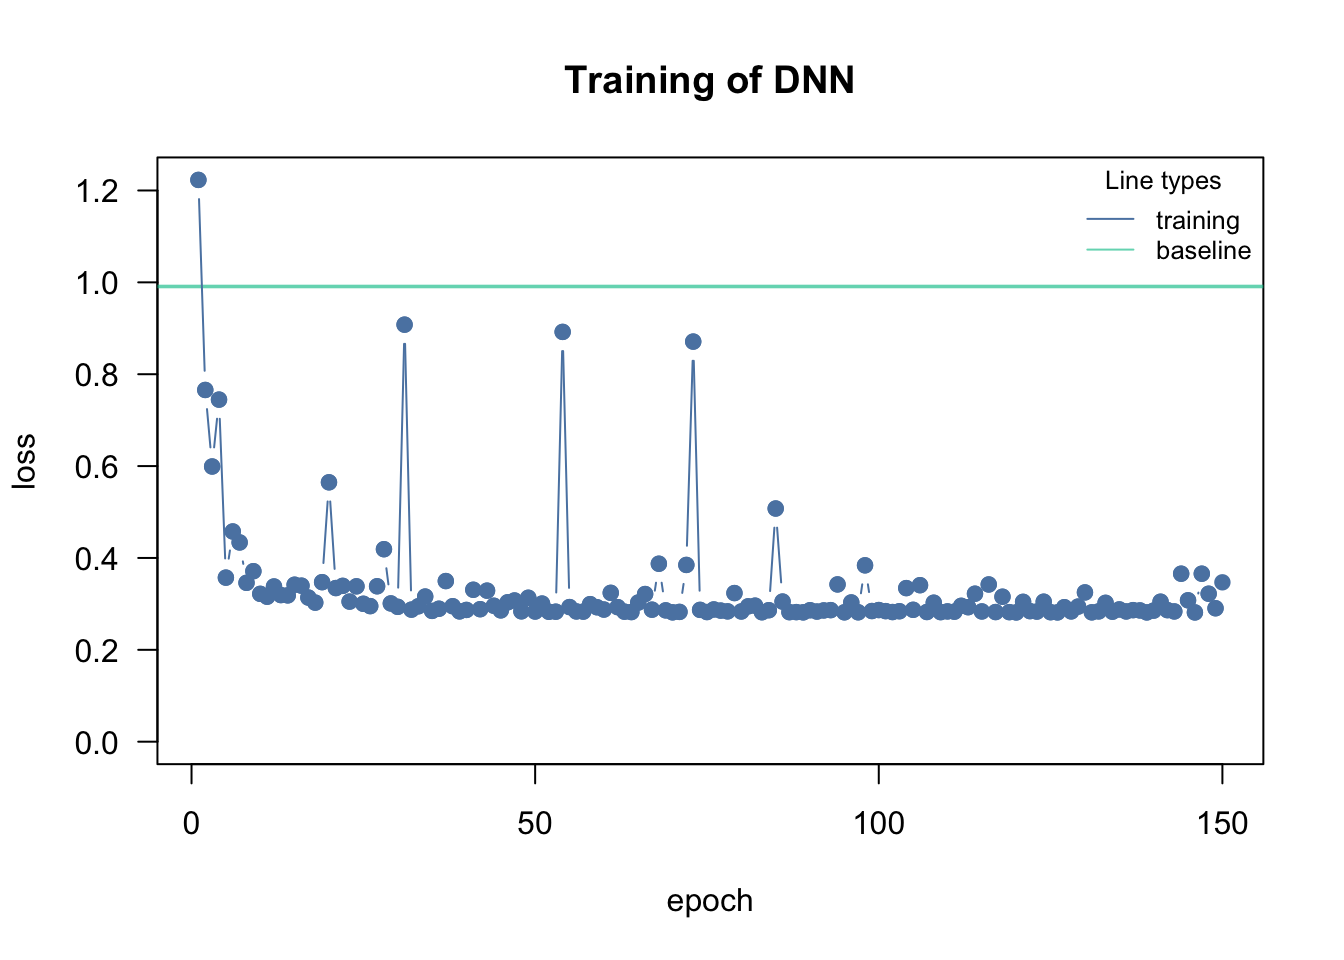 Training of DNN
Line types
training
baseline
1.2
1.0
0.8
0.6
0.4
0.2
0.0
loss
0 50 100 150
epoch